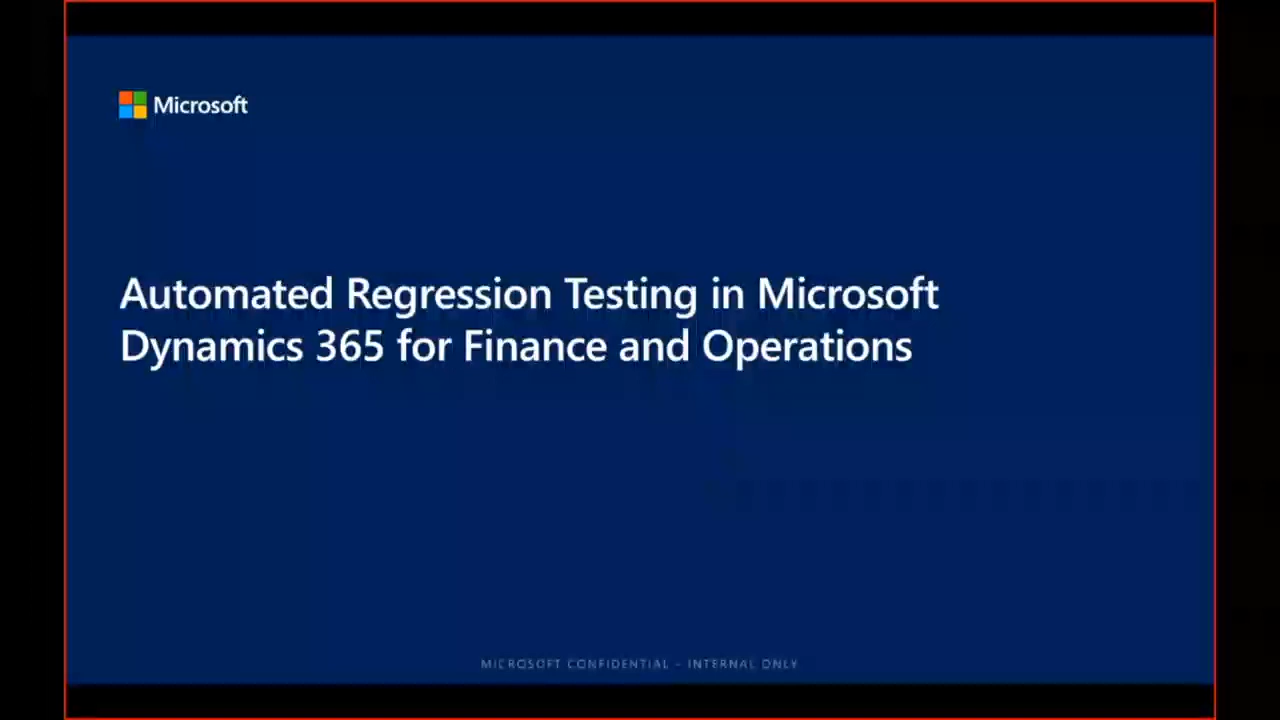 Microsoft
Automated Regression Testing in Microsoft
Dynamics 365 for Finance and Operations
MICROSOFT CONFIDENTIAL - INTERNAL ONLY